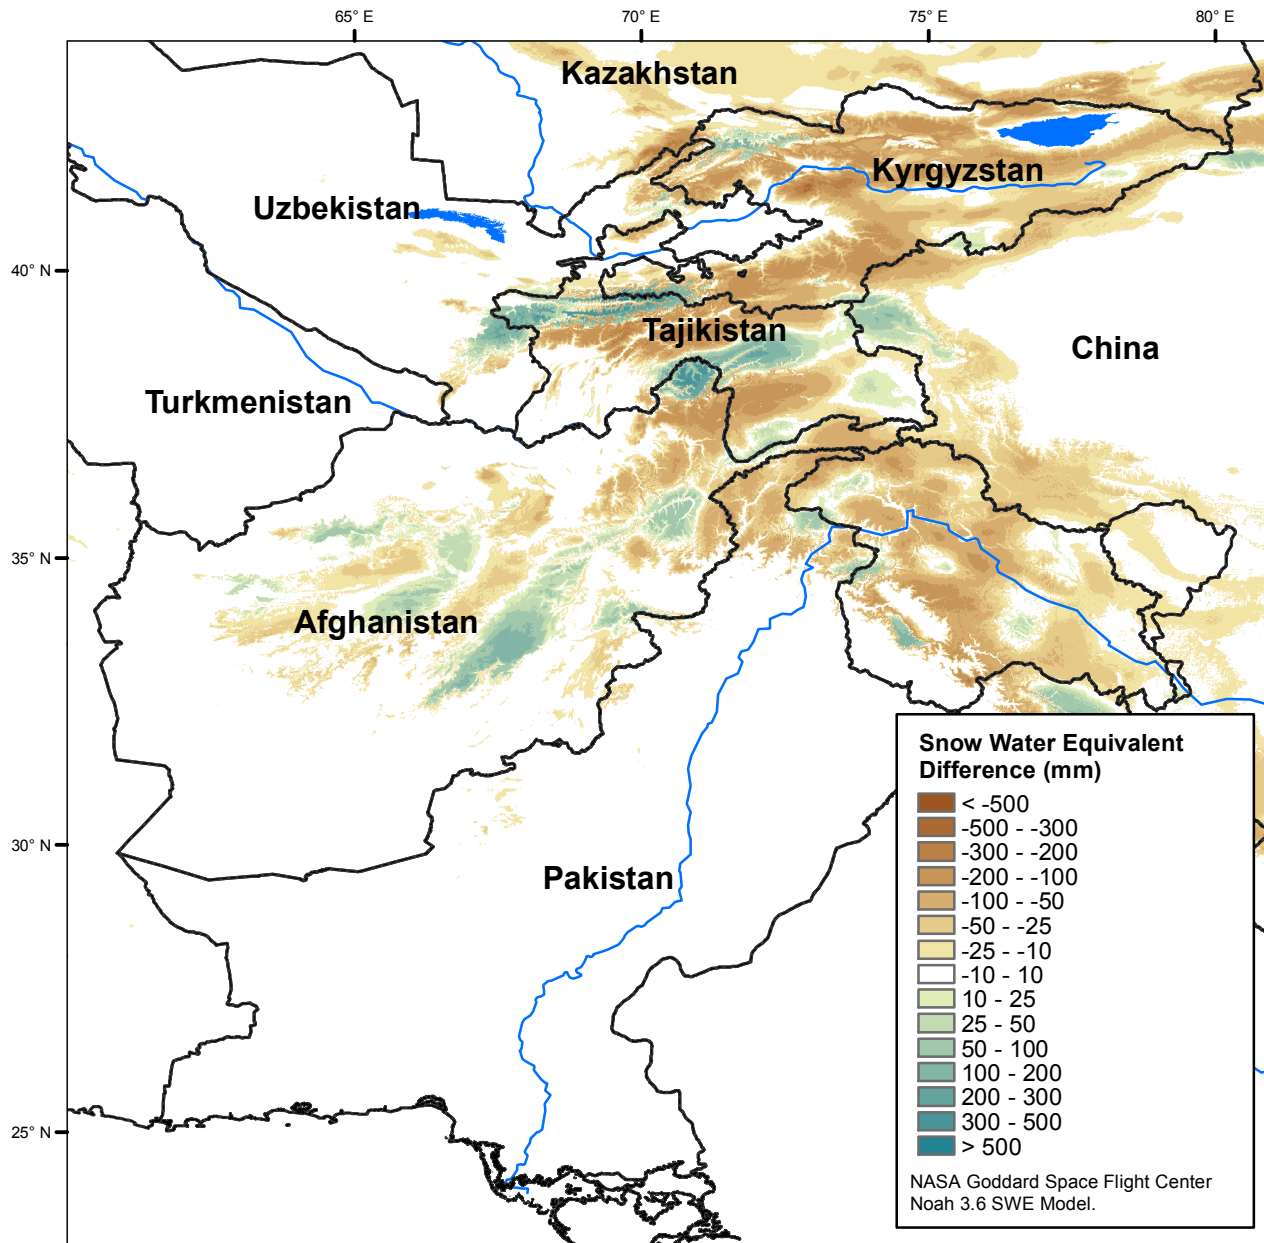 65° E
70° E
75° E
80° E
Kazakhstan
Kyrgyzstan
Uzbekistan
40° N
Tajikistan
China
Turkmenistan
35° N
Afghanistan
Snow Water Equivalent
Difference (mm)
< -500
-500 - -300
-300 - -200
-200 - -100
-100 - -50
-50 - -25
-25 - -10
-10 - 10
10 - 25
25 - 50
50 - 100
100 - 200
200 - 300
300 - 500
> 500
NASA Goddard Space Flight Center
Noah 3.6 SWE Model.
30° N
Pakistan
25° N